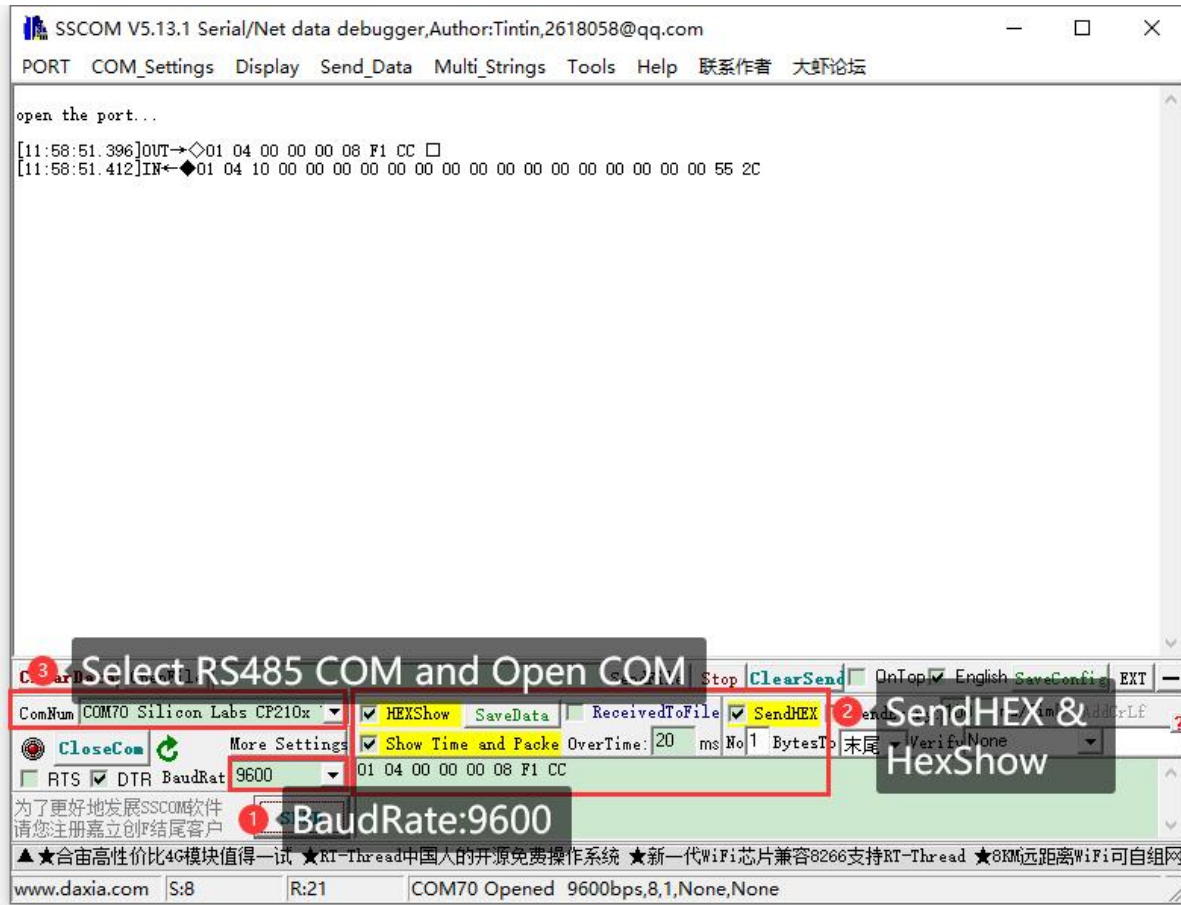 SSCOM V5.13.1 Serial/Net data debugger,Author:Tintin,2618058@qq.com
PORT COM_Settings Display Send_Data Multi_Strings Tools Help 联系作者 大虾论坛
open the port...
[11:58:51.396]OUT→◇01 04 00 00 00 08 F1 CC □
[11:58:51.412]IN←◆01 04 10 00 00 00 00 00 00 00 00 00 00 00 00 00 00 00 00 55 2C
3 Select RS485 COM and Open COM
Stop ClearSend OnTop English SaveConfig EXT
ComNum COM70 Silicon Labs CP210x HEXShow SaveData ReceivedToFile SendHEX
2 SendHEX & HexShow
CloseCom More Settings Show Time and Packe OverTime: 20 ms No 1 BytesTo 末尾 Verify None
RTS DTR BaudRat 9600 01 04 00 00 00 08 F1 CC
为了更好地发展SSCOM软件
请您注册嘉立创F结尾客户
1 BaudRate:9600
▲★合宙高性价比4G模块值得一试 ★RT-Thread中国人的开源免费操作系统 ★新一代WiFi芯片兼容8266支持RT-Thread ★8KM远距离WiFi可自组网
www.daxia.com S:8 R:21 COM70 Opened 9600bps,8,1,None,None